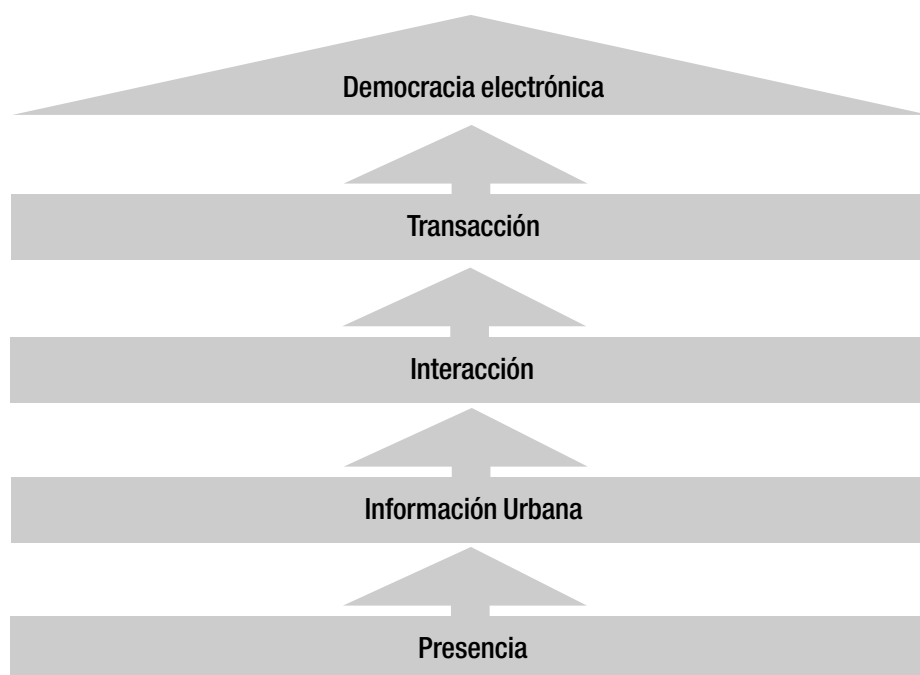 Democracia electrónica
Transacción
Interacción
Información Urbana
Presencia